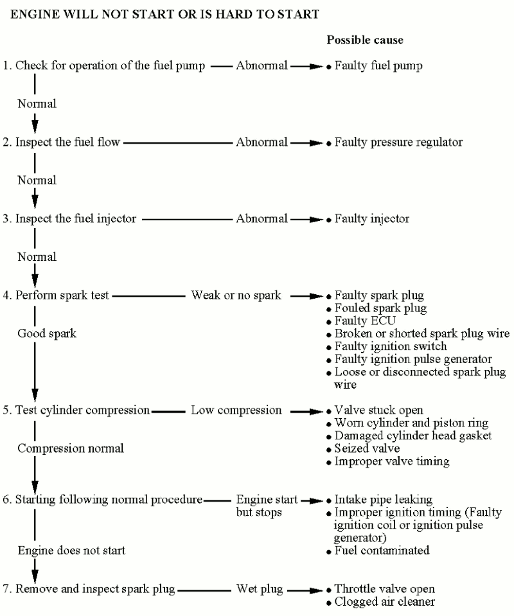 ENGINE WILL NOT START OR IS HARD TO START
Possible cause
1. Check for operation of the fuel pump Abnormal • Faulty fuel pump
Normal
2. Inspect the fuel flow Abnormal • Faulty pressure regulator
Normal
3. Inspect the fuel injector Abnormal • Faulty injector
Normal
4. Perform spark test Weak or no spark • Faulty spark plug
• Fouled spark plug
• Faulty ECU
Good spark • Broken or shorted spark plug wire
• Faulty ignition switch
• Faulty ignition pulse generator
• Loose or disconnected spark plug
wire
5. Test cylinder compression Low compression • Valve stuck open
• Worn cylinder and piston ring
• Damaged cylinder head gasket
Compression normal • Seized valve
• Improper valve timing
6. Starting following normal procedure Engine start • Intake pipe leaking
but stops • Improper ignition timing (Faulty
ignition coil or ignition pulse
generator)
Engine does not start • Fuel contaminated
7. Remove and inspect spark plug Wet plug • Throttle valve open
• Clogged air cleaner